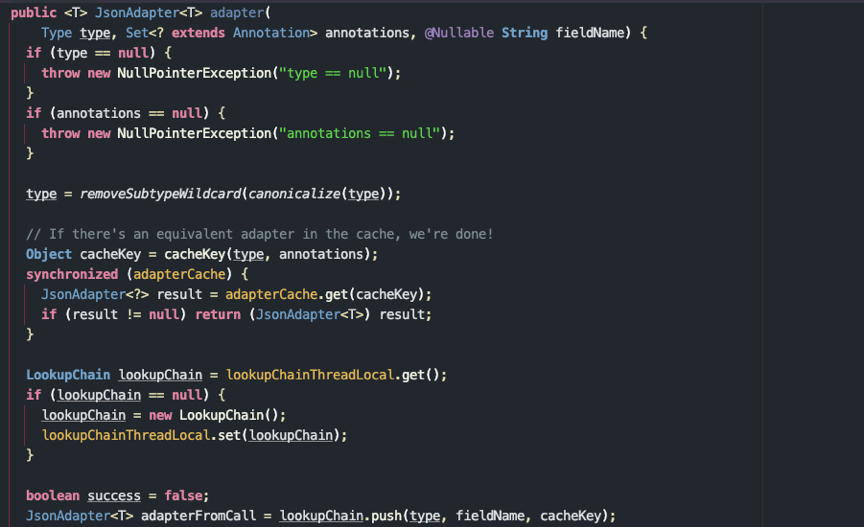 public <T> JsonAdapter<T> adapter(
    Type type, Set<? extends Annotation> annotations, @Nullable String fieldName) {
  if (type == null) {
    throw new NullPointerException("type == null");
  }
  if (annotations == null) {
    throw new NullPointerException("annotations == null");
  }

  type = removeSubtypeWildcard(canonicalize(type));

  // If there's an equivalent adapter in the cache, we're done!
  Object cacheKey = cacheKey(type, annotations);
  synchronized (adapterCache) {
    JsonAdapter<?> result = adapterCache.get(cacheKey);
    if (result != null) return (JsonAdapter<T>) result;
  }

  LookupChain lookupChain = lookupChainThreadLocal.get();
  if (lookupChain == null) {
    lookupChain = new LookupChain();
    lookupChainThreadLocal.set(lookupChain);
  }

  boolean success = false;
  JsonAdapter<T> adapterFromCall = lookupChain.push(type, fieldName, cacheKey);